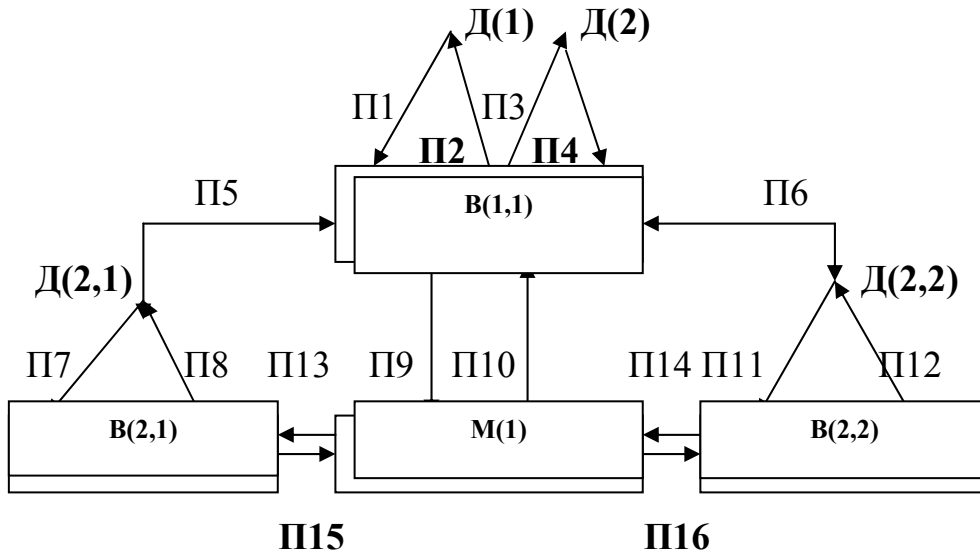 Д(1) Д(2)
П1 П3
П2 П4
В(1,1)
П5 П6
Д(2,1) Д(2,2)
П7 П8 П13 П9 П10 П14 П11 П12
В(2,1) М(1) В(2,2)
П15 П16